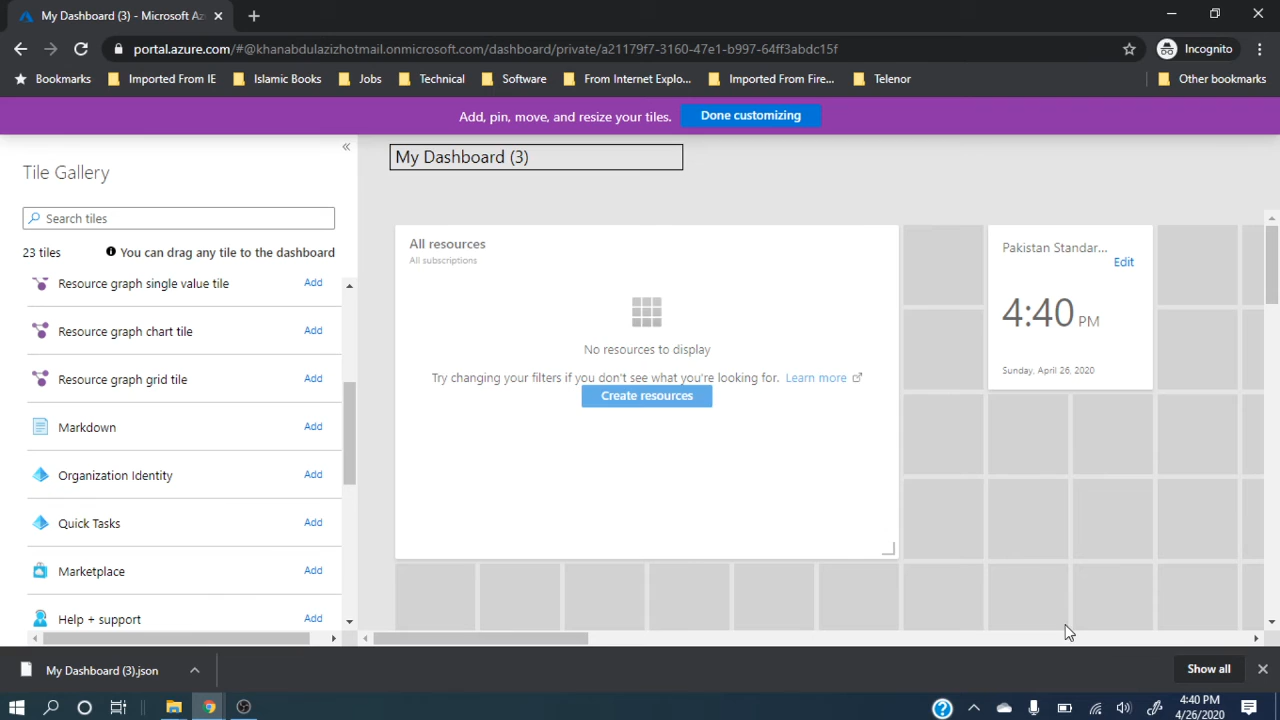 My Dashboard (3) - Microsoft Az
portal.azure.com/#@khanabdulazizhotmail.onmicrosoft.com/dashboard/private/a21179f7-3160-47e1-b997-64ff3abdc15f
Incognito
Bookmarks Imported From IE Islamic Books Jobs Technical Software From Internet Explo... Imported From Fire... Telenor Other bookmarks
Add, pin, move, and resize your tiles. Done customizing
Tile Gallery
Search tiles
23 tiles You can drag any tile to the dashboard
Resource graph single value tile Add
Resource graph chart tile Add
Resource graph grid tile Add
Markdown Add
Organization Identity Add
Quick Tasks Add
Marketplace Add
Help + support Add
My Dashboard (3)
All resources
All subscriptions
No resources to display
Try changing your filters if you don't see what you're looking for. Learn more
Create resources
Pakistan Standar...
Edit
4:40 PM
Sunday, April 26, 2020
My Dashboard (3).json
Show all
4:40 PM
4/26/2020